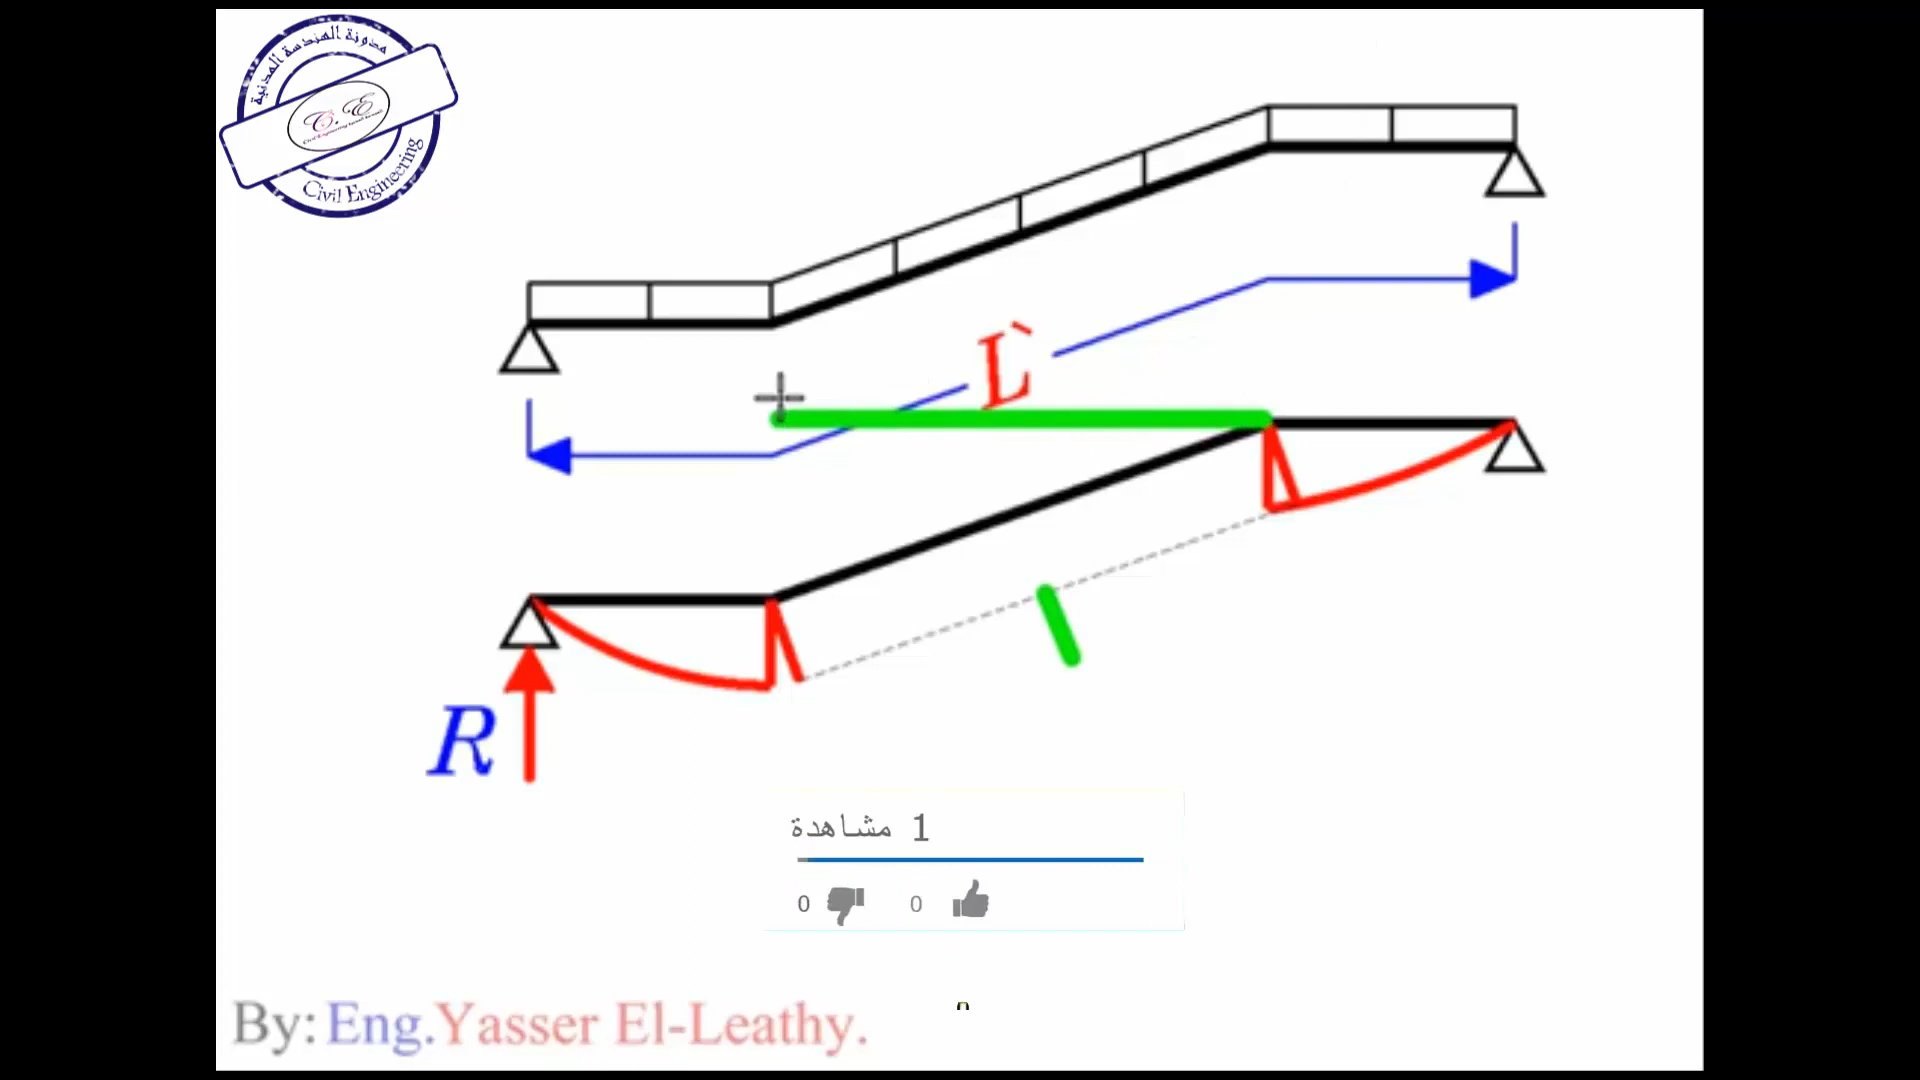 مدونة الهندسة المدنية
C.E
Civil Engineering
L`
R
1 مشاهدة
0 0
By: Eng.Yasser El-Leathy.